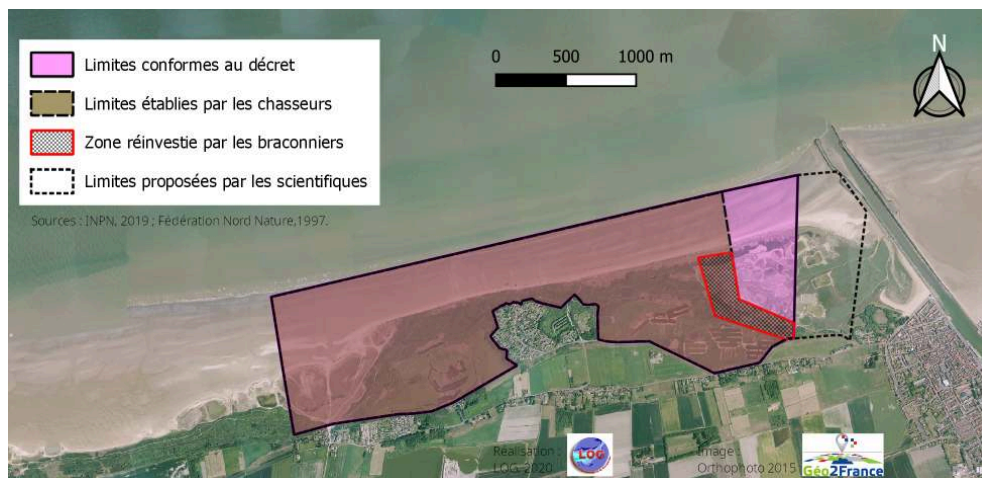 Limites conformes au décret
Limites établies par les chasseurs
Zone réinvestie par les braconniers
Limites proposées par les scientifiques
Sources : INPN, 2019 ; Fédération Nord Nature,1997.
0 500 1000 m
N
Réalisation :
LOG, 2020
LOG
Image :
Orthophoto 2015
Géo2France